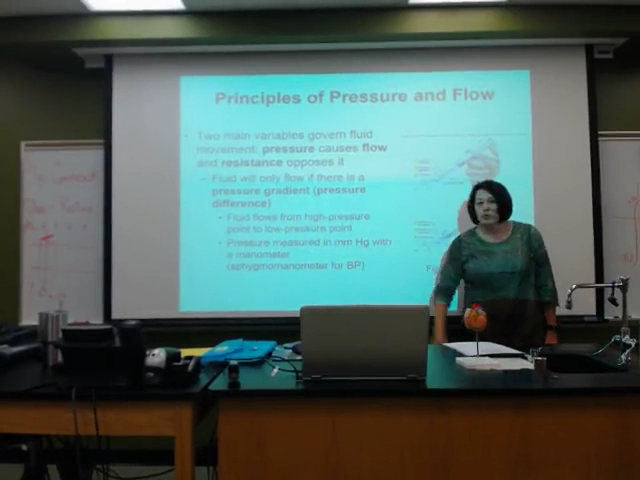 Principles of Pressure and Flow
• Two main variables govern fluid
movement: pressure causes flow
and resistance opposes it
– Fluid will only flow if there is a
pressure gradient (pressure
difference)
• Fluid flows from high-pressure
point to low-pressure point
• Pressure measured in mm Hg with
a manometer
(sphygmomanometer for BP)